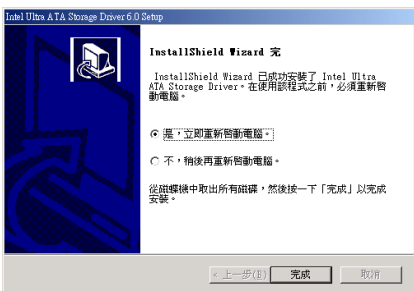 Intel Ultra ATA Storage Driver 6.0 Setup
InstallShield Wizard 完
InstallShield Wizard 已成功安裝了 Intel Ultra
ATA Storage Driver。在使用該程式之前，必須重新啟
動電腦。
是，立即重新啟動電腦。
不，稍後再重新啟動電腦。
從磁碟機中取出所有磁碟，然後按一下「完成」以完成
安裝。
< 上一步(B)
完成
取消